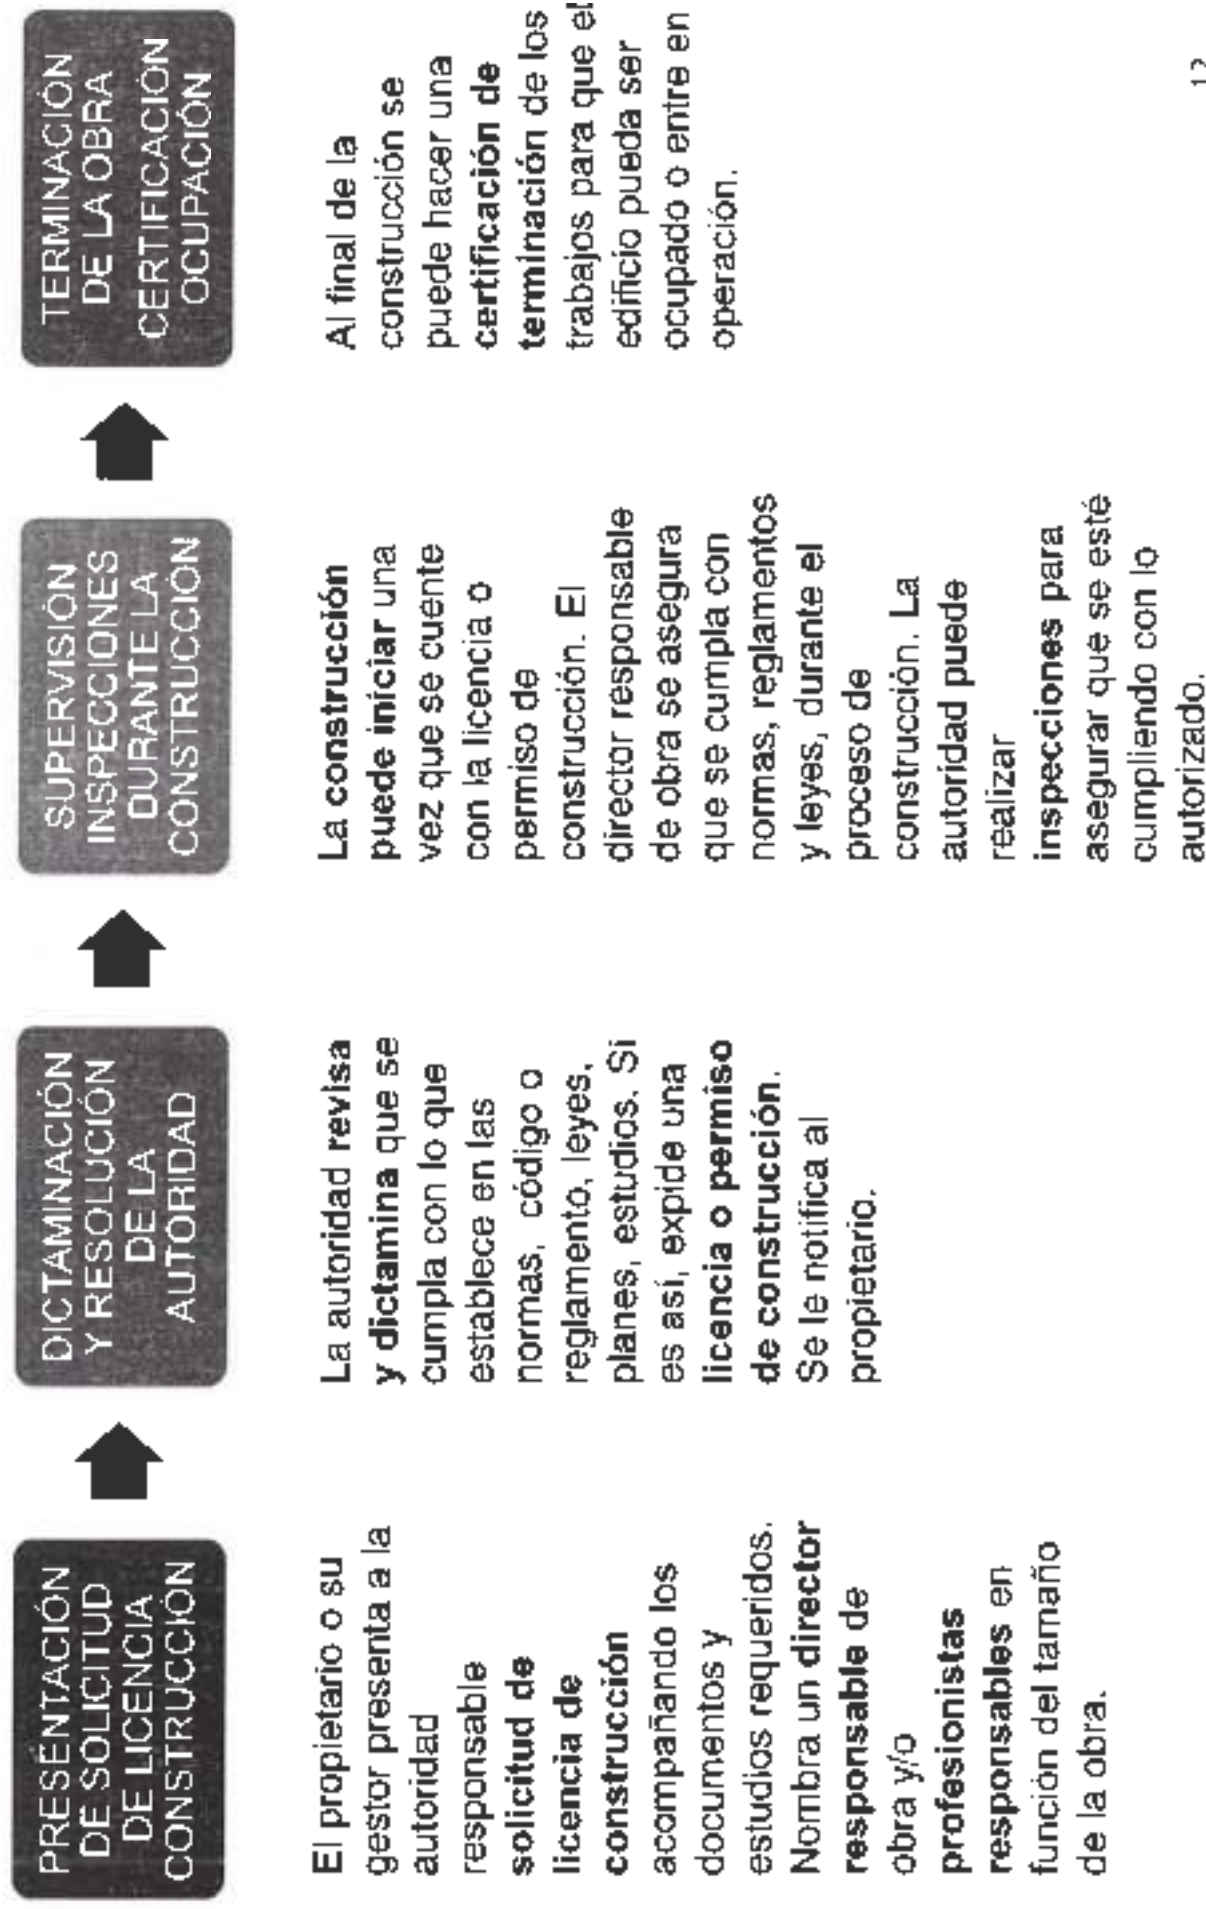 PRESENTACIÓN
DE SOLICITUD
DE LICENCIA
CONSTRUCCIÓN
El propietario o su
gestor presenta a la
autoridad
responsable
solicitud de
licencia de
construcción
acompañando los
documentos y
estudios requeridos.
Nombra un director
responsable de
obra y/o
profesionistas
responsables en
función del tamaño
de la obra.
DICTAMINACIÓN
Y RESOLUCIÓN
DE LA
AUTORIDAD
La autoridad revisa
y dictamina que se
cumpla con lo que
establece en las
normas, código o
reglamento, leyes,
planes, estudios. Si
es así, expide una
licencia o permiso
de construcción.
Se le notifica al
propietario.
SUPERVISIÓN
INSPECCIONES
DURANTE LA
CONSTRUCCIÓN
La construcción
puede iniciar una
vez que se cuente
con la licencia o
permiso de
construcción. El
director responsable
de obra se asegura
que se cumpla con
normas, reglamentos
y leyes, durante el
proceso de
construcción. La
autoridad puede
realizar
inspecciones para
asegurar que se esté
cumpliendo con lo
autorizado.
TERMINACIÓN
DE LA OBRA
CERTIFICACIÓN
OCUPACIÓN
Al final de la
construcción se
puede hacer una
certificación de
terminación de los
trabajos para que el
edificio pueda ser
ocupado o entre en
operación.
12